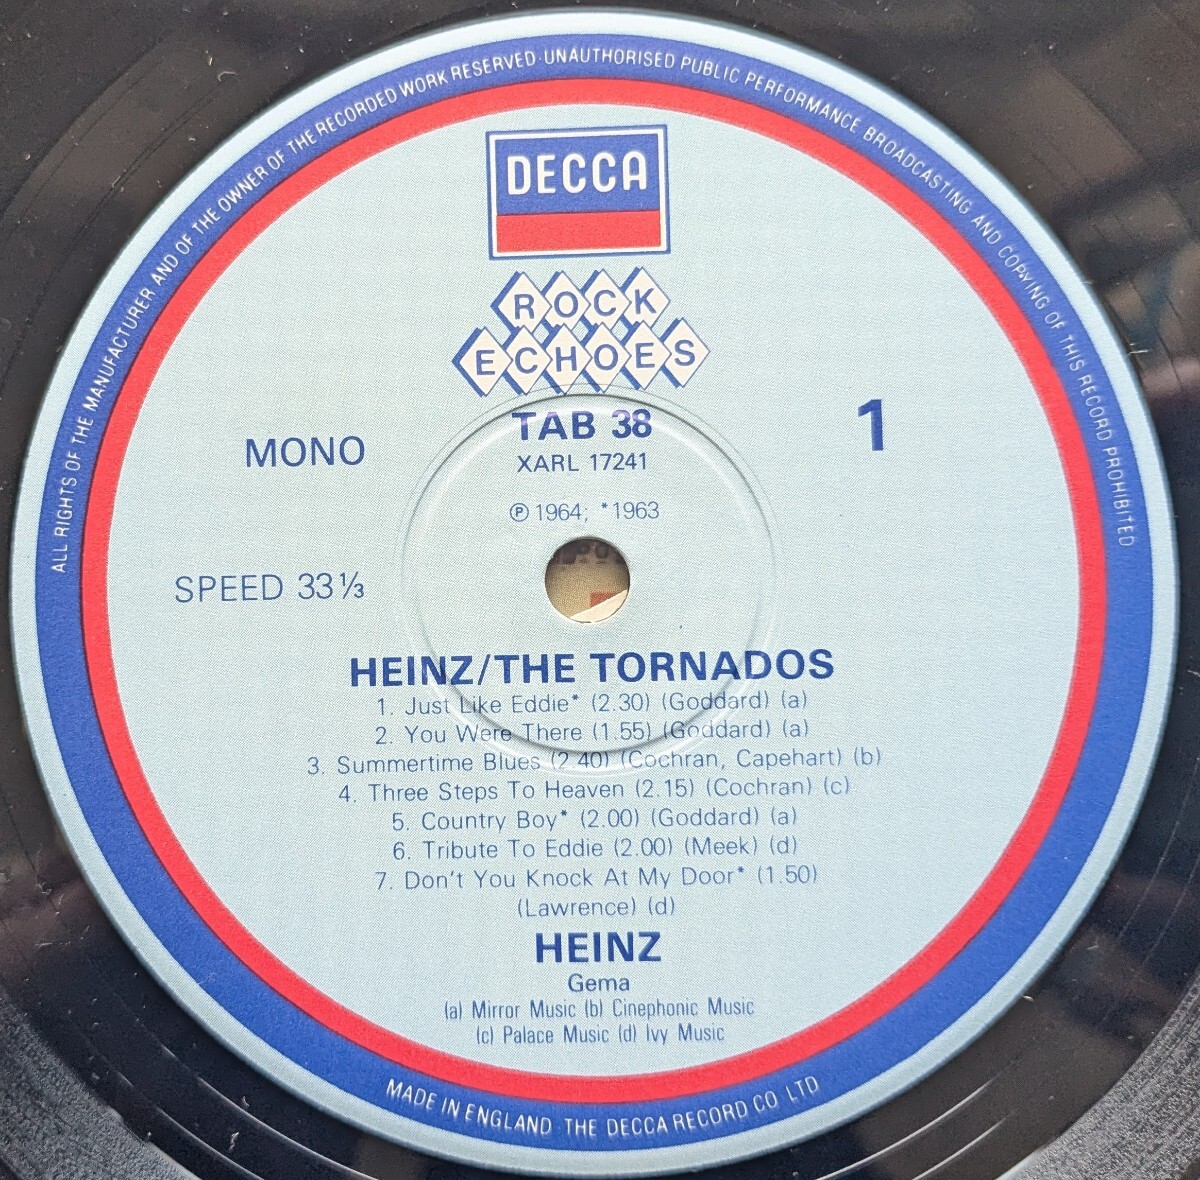 ALL RIGHTS OF THE MANUFACTURER AND OF THE OWNER OF THE RECORDED WORK RESERVED · UNAUTHORISED PUBLIC PERFORMANCE BROADCASTING AND COPYING OF THIS RECORD PROHIBITED
DECCA
ROCK
ECHOES
TAB 38
MONO
1
XARL 17241
℗ 1964; *1963
SPEED 33⅓
HEINZ/THE TORNADOS
1. Just Like Eddie* (2.30) (Goddard) (a)
2. You Were There (1.55) (Goddard) (a)
3. Summertime Blues (2.40) (Cochran, Capehart) (b)
4. Three Steps To Heaven (2.15) (Cochran) (c)
5. Country Boy* (2.00) (Goddard) (a)
6. Tribute To Eddie (2.00) (Meek) (d)
7. Don't You Knock At My Door* (1.50)
(Lawrence) (d)
HEINZ
Gema
(a) Mirror Music (b) Cinephonic Music
(c) Palace Music (d) Ivy Music
MADE IN ENGLAND · THE DECCA RECORD CO LTD